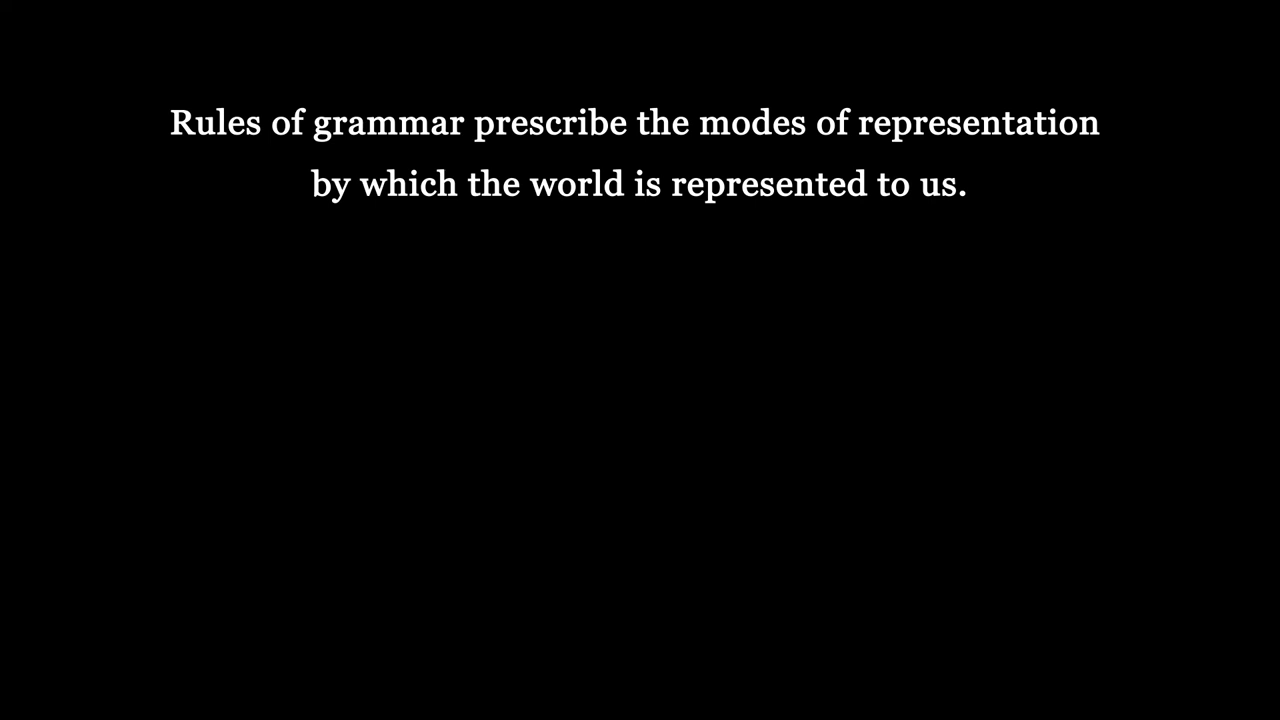 Rules of grammar prescribe the modes of representation
by which the world is represented to us.